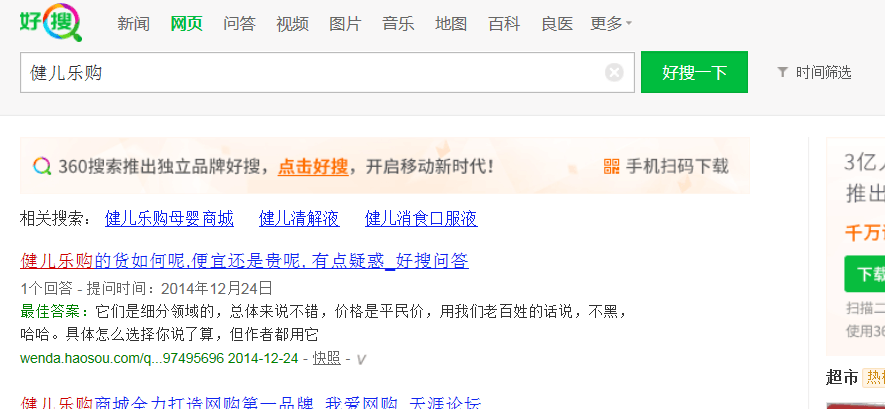 好搜
新闻 网页 问答 视频 图片 音乐 地图 百科 良医 更多
健儿乐购
好搜一下
时间筛选
360搜索推出独立品牌好搜，点击好搜，开启移动新时代！
手机扫码下载
相关搜索： 健儿乐购母婴商城 健儿清解液 健儿消食口服液
健儿乐购的货如何呢,便宜还是贵呢, 有点疑惑_好搜问答
1个回答 - 提问时间：2014年12月24日
最佳答案：它们是细分领域的，总体来说不错，价格是平民价，用我们老百姓的话说，不黑，
哈哈。具体怎么选择你说了算，但作者都用它
wenda.haosou.com/q...97495696 2014-12-24 - 快照 - v
健儿乐购商城全力打造网购第一品牌_我爱网购_天涯论坛
3亿
推出
千万
下载
扫描二
使用36
超市
热